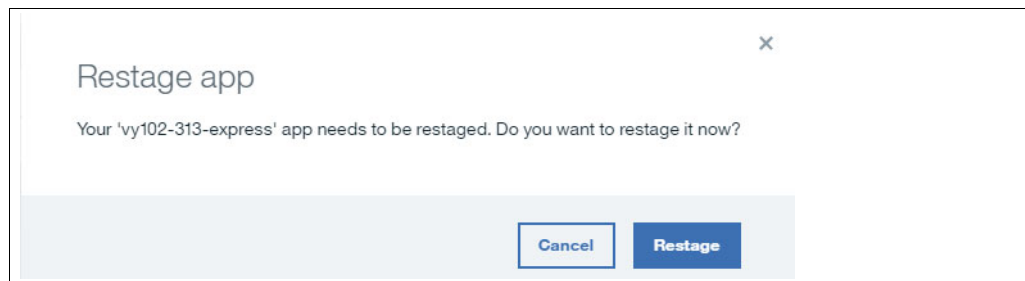 ×
Restage app
Your 'vy102-313-express' app needs to be restaged. Do you want to restage it now?
Cancel Restage